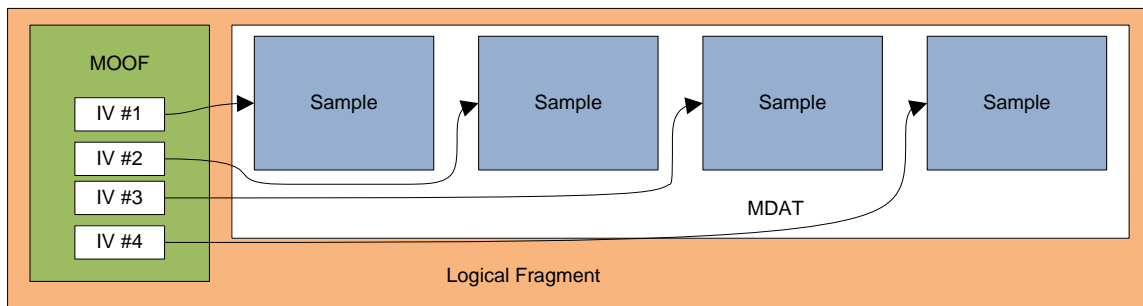 MOOF
IV #1
IV #2
IV #3
IV #4
Sample
Sample
Sample
Sample
MDAT
Logical Fragment